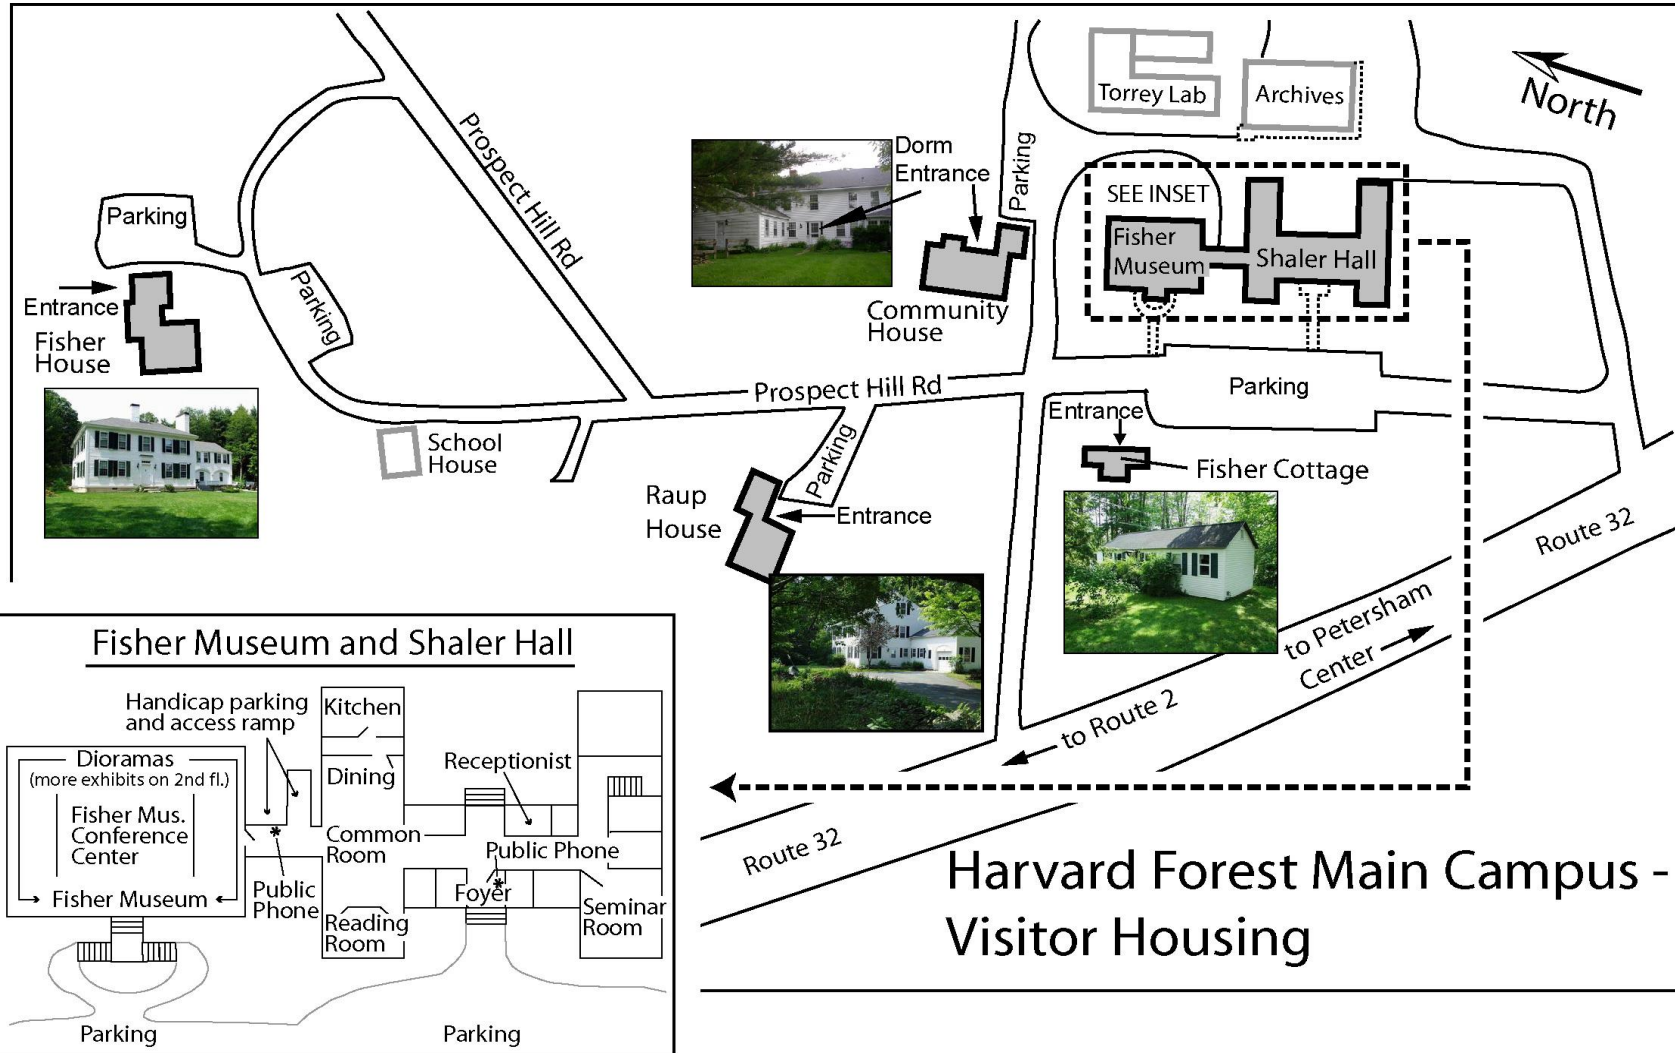 Torrey Lab
Archives
North
Prospect Hill Rd
Dorm
Entrance
Parking
SEE INSET
Fisher
Museum
Shaler Hall
Parking
Entrance
Fisher
House
Parking
Community
House
Prospect Hill Rd
Parking
School
House
Parking
Raup
House
Entrance
Entrance
Fisher Cottage
Route 32
to Petersham
Center
to Route 2
Route 32
Harvard Forest Main Campus -
Visitor Housing
Fisher Museum and Shaler Hall
Handicap parking
and access ramp
Kitchen
Dioramas
(more exhibits on 2nd fl.)
Dining
Receptionist
Fisher Mus.
Conference
Center
*
Common
Room
Public Phone
*
Fisher Museum
Public
Phone
Foyer
Reading
Room
Seminar
Room
Parking
Parking